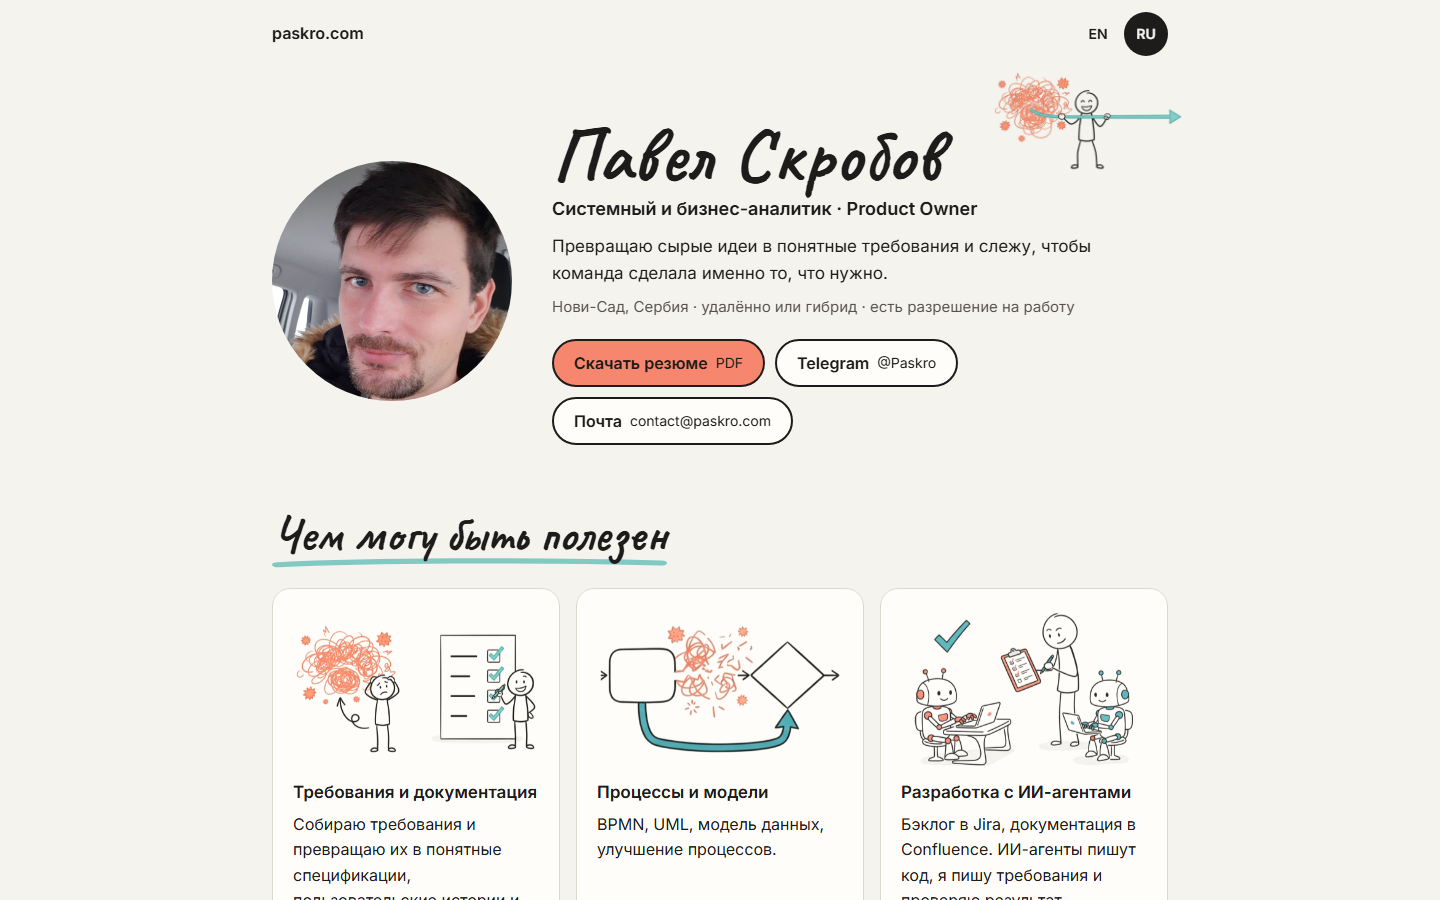 paskro.com
EN RU
Павел Скробов
Системный и бизнес-аналитик · Product Owner
Превращаю сырые идеи в понятные требования и слежу, чтобы
команда сделала именно то, что нужно.
Нови-Сад, Сербия · удалённо или гибрид · есть разрешение на работу
Скачать резюме PDF
Telegram @Paskro
Почта contact@paskro.com
Чем могу быть полезен
Требования и документация
Собираю требования и
превращаю их в понятные
спецификации,
пользовательские истории и
Процессы и модели
BPMN, UML, модель данных,
улучшение процессов.
Разработка с ИИ-агентами
Бэклог в Jira, документация в
Confluence. ИИ-агенты пишут
код, я пишу требования и
проверяю результат.